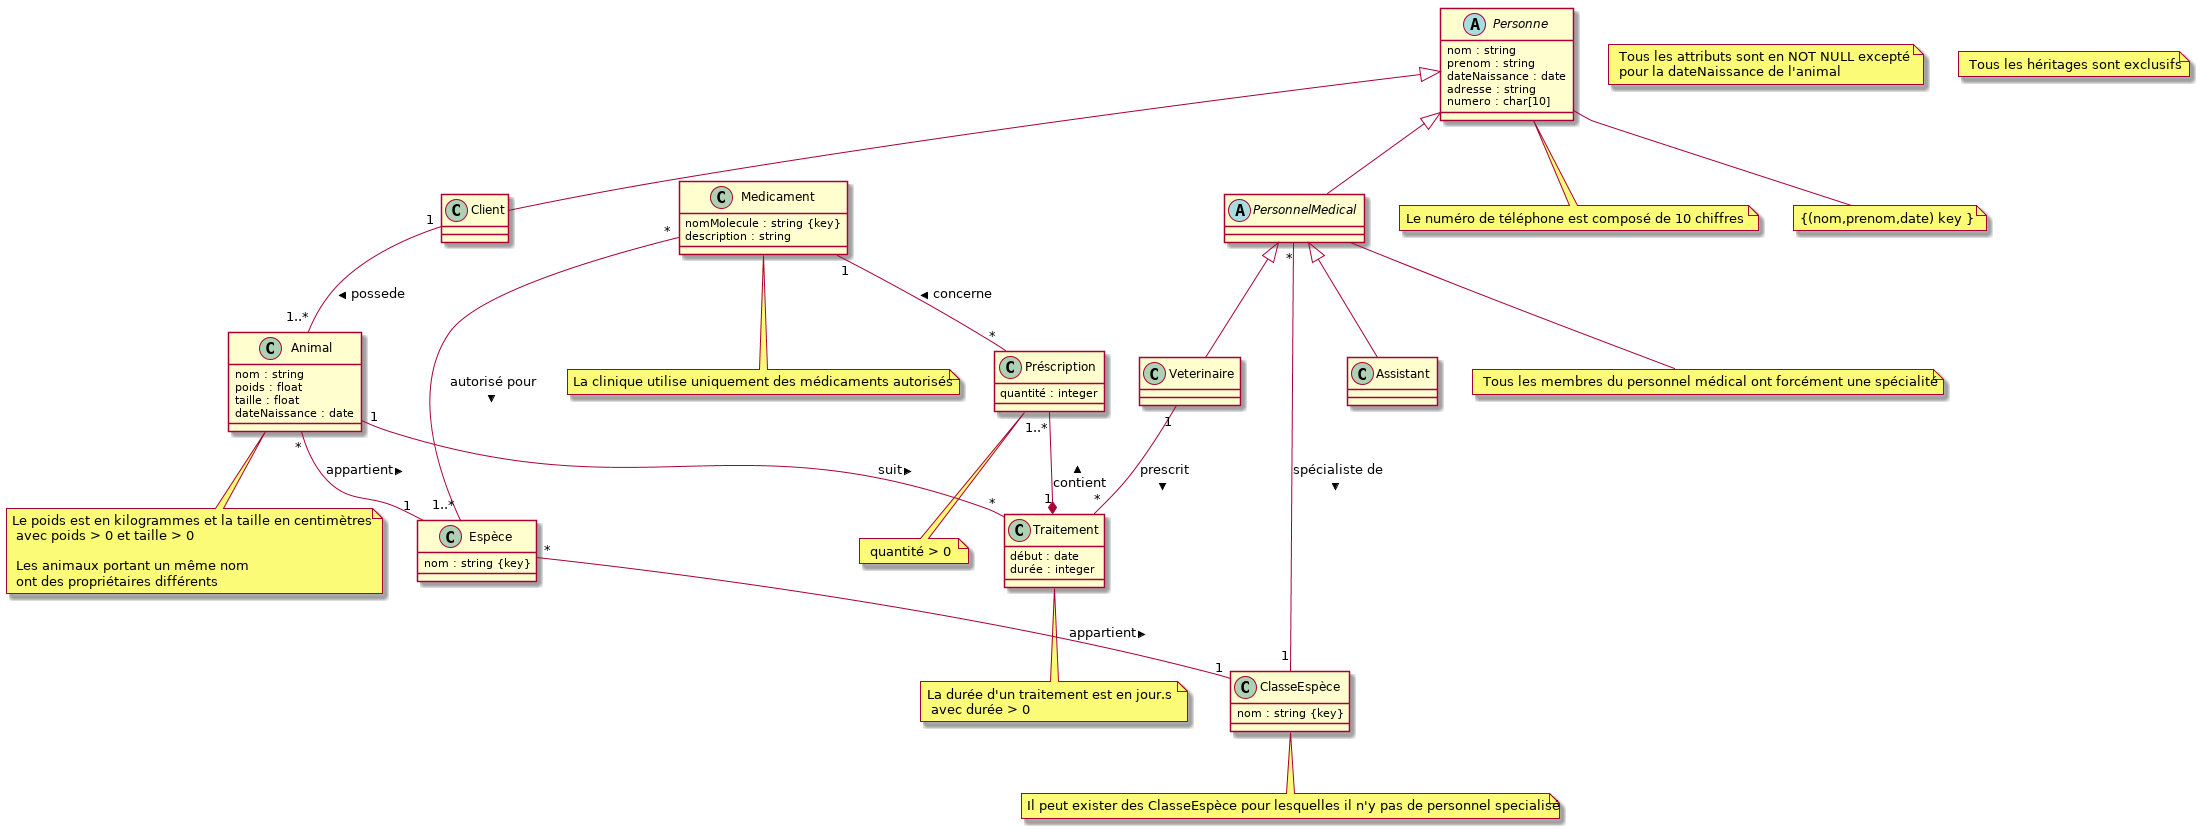 A Personne
nom : string
prenom : string
dateNaissance : date
adresse : string
numero : char[10]
Tous les attributs sont en NOT NULL excepté
pour la dateNaissance de l'animal
Tous les héritages sont exclusifs
C Client
C Medicament
nomMolecule : string {key}
description : string
A PersonnelMedical
Le numéro de téléphone est composé de 10 chiffres
{(nom,prenom,date) key }
1
*
1
*
possede
concerne
1..*
*
C Animal
nom : string
poids : float
taille : float
dateNaissance : date
autorisé pour
La clinique utilise uniquement des médicaments autorisés
C Préscription
quantité : integer
C Veterinaire
C Assistant
Tous les membres du personnel médical ont forcément une spécialité
*
1
1..*
1
appartient
suit
contient
prescrit
spécialiste de
1
1..*
*
1
*
Le poids est en kilogrammes et la taille en centimètres
avec poids > 0 et taille > 0
Les animaux portant un même nom
ont des propriétaires différents
C Espèce
nom : string {key}
*
quantité > 0
C Traitement
début : date
durée : integer
appartient
1
1
La durée d'un traitement est en jour.s
avec durée > 0
C ClasseEspèce
nom : string {key}
Il peut exister des ClasseEspèce pour lesquelles il n'y pas de personnel specialisé